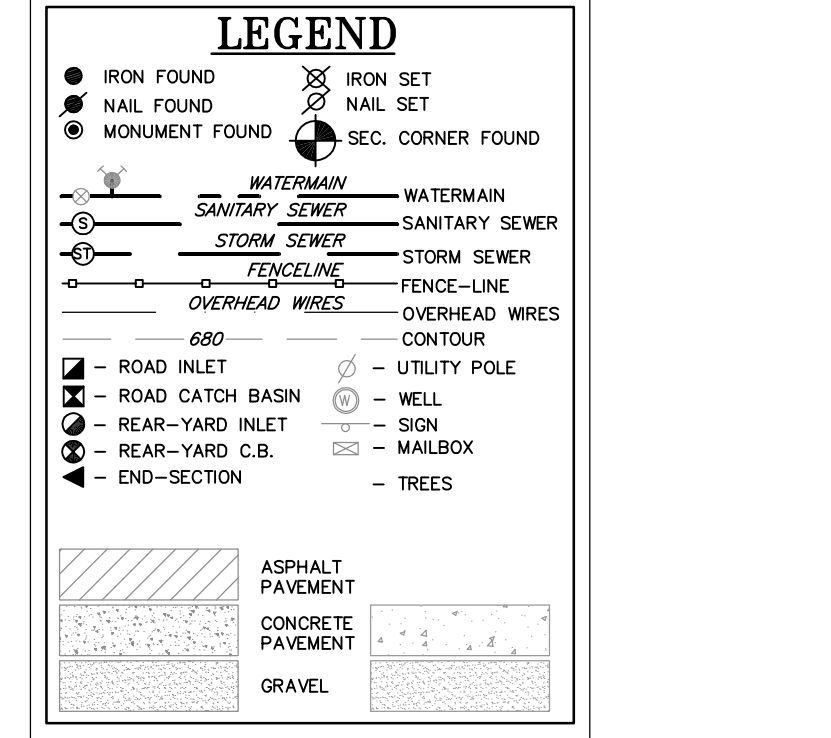 LEGEND
IRON FOUND
IRON SET
NAIL FOUND
NAIL SET
MONUMENT FOUND
SEC. CORNER FOUND
WATERMAIN
WATERMAIN
SANITARY SEWER
S
SANITARY SEWER
STORM SEWER
ST
STORM SEWER
FENCELINE
FENCE-LINE
OVERHEAD WIRES
OVERHEAD WIRES
680
CONTOUR
- ROAD INLET
- UTILITY POLE
- ROAD CATCH BASIN
W - WELL
- REAR-YARD INLET
- SIGN
- REAR-YARD C.B.
- MAILBOX
- END-SECTION
- TREES
ASPHALT
PAVEMENT
CONCRETE
PAVEMENT
GRAVEL